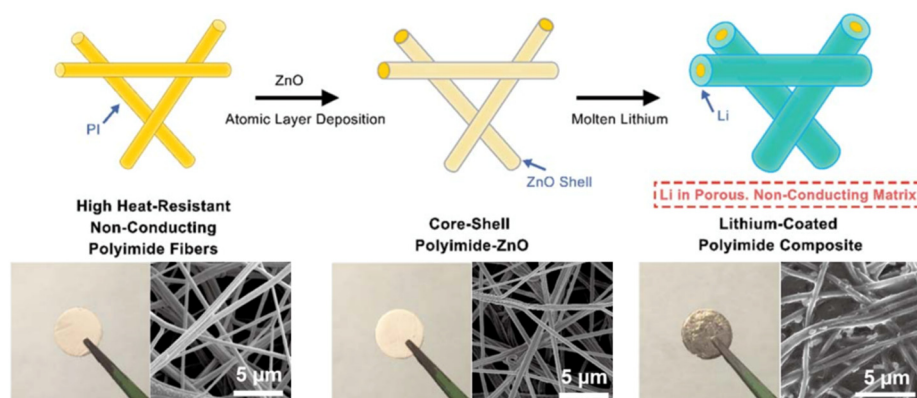 PI
ZnO
Atomic Layer Deposition
ZnO Shell
Molten Lithium
Li
Li in Porous. Non-Conducting Matrix
High Heat-Resistant
Non-Conducting
Polyimide Fibers
Core-Shell
Polyimide-ZnO
Lithium-Coated
Polyimide Composite
5 μm
5 μm
5 μm